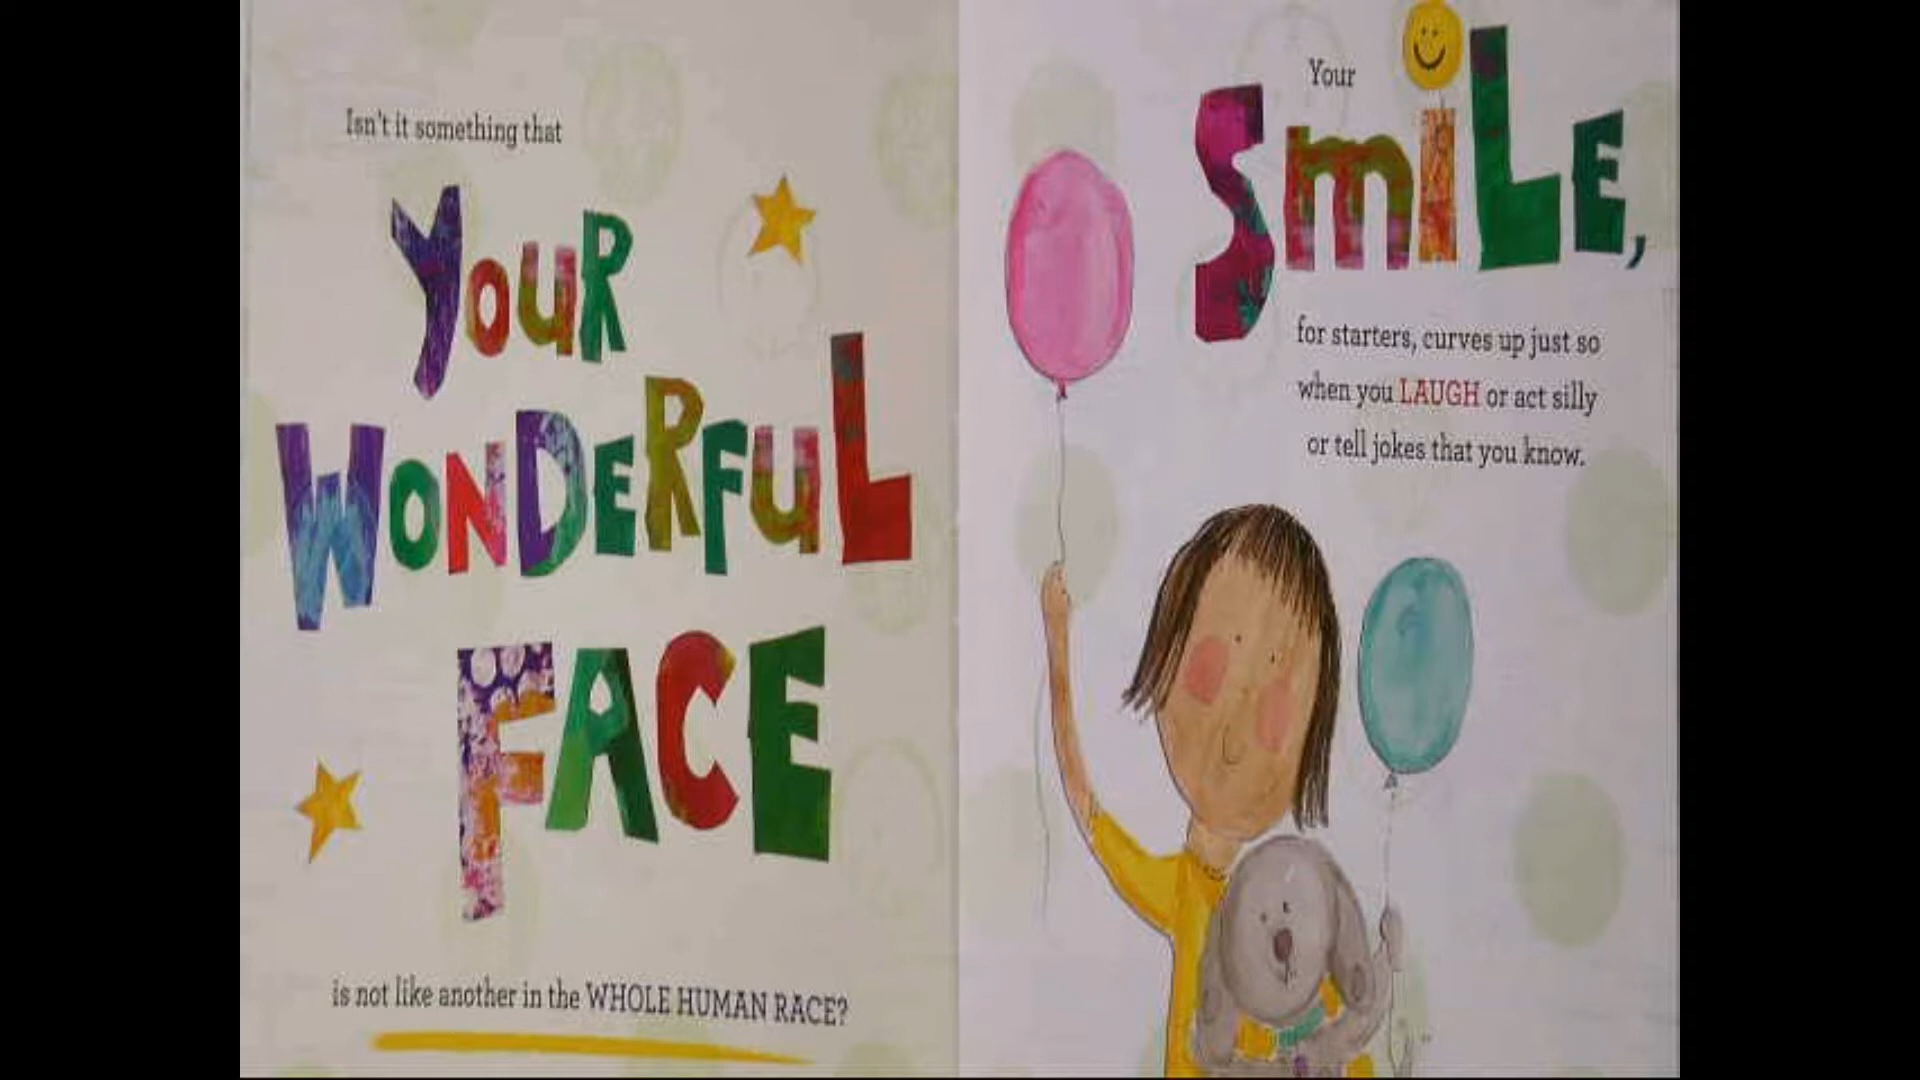 Isn't it something that
YOUR
WONDERFUL
FACE
is not like another in the WHOLE HUMAN RACE?
Your
SmiLE,
for starters, curves up just so
when you LAUGH or act silly
or tell jokes that you know.